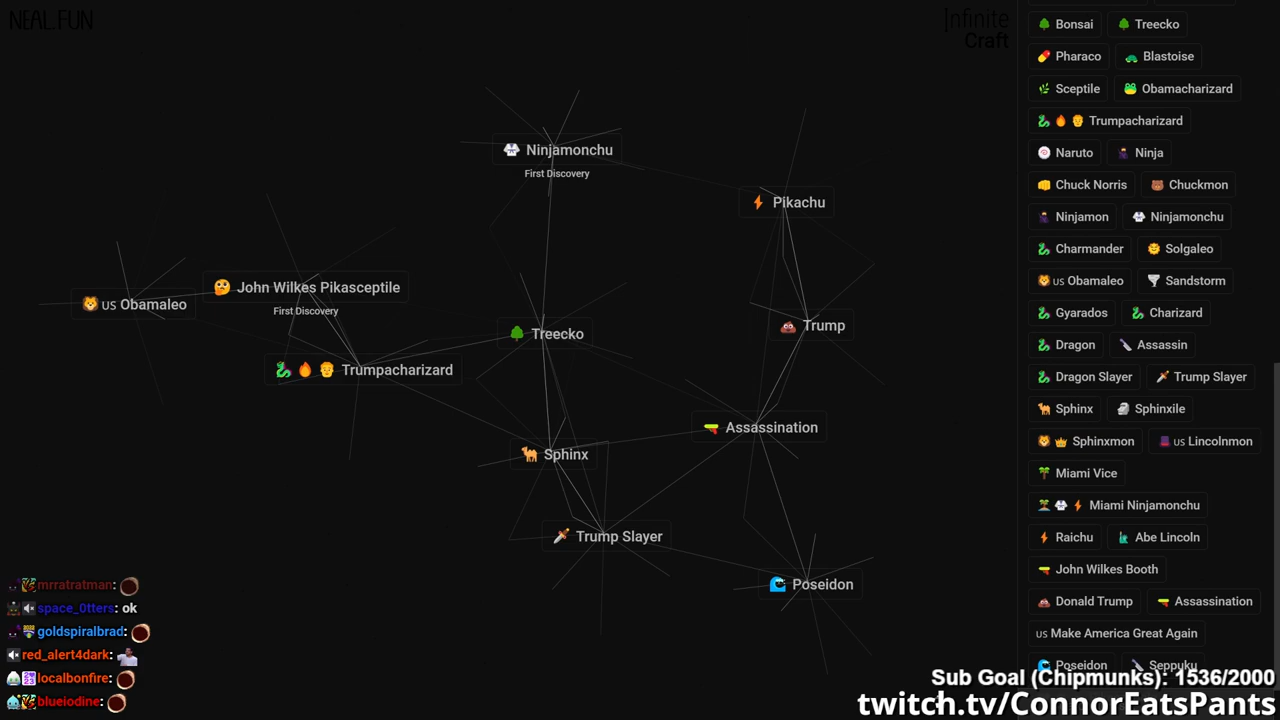 NEAL.FUN
Infinite
Craft
Ninjamonchu
First Discovery
Pikachu
John Wilkes Pikasceptile
First Discovery
US Obamaleo
Treecko
Trump
Trumpacharizard
Assassination
Sphinx
Trump Slayer
Poseidon
Bonsai Treecko
Pharaco Blastoise
Sceptile Obamacharizard
Trumpacharizard
Naruto Ninja
Chuck Norris Chuckmon
Ninjamon Ninjamonchu
Charmander Solgaleo
US Obamaleo Sandstorm
Gyarados Charizard
Dragon Assassin
Dragon Slayer Trump Slayer
Sphinx Sphinxile
Sphinxmon US Lincolnmon
Miami Vice
Miami Ninjamonchu
Raichu Abe Lincoln
John Wilkes Booth
Donald Trump Assassination
US Make America Great Again
Poseidon Seppuku
mrratratman:
space_0tters: ok
goldspiralbrad:
red_alert4dark:
localbonfire:
blueiodine:
Sub Goal (Chipmunks): 1536/2000
twitch.tv/ConnorEatsPants